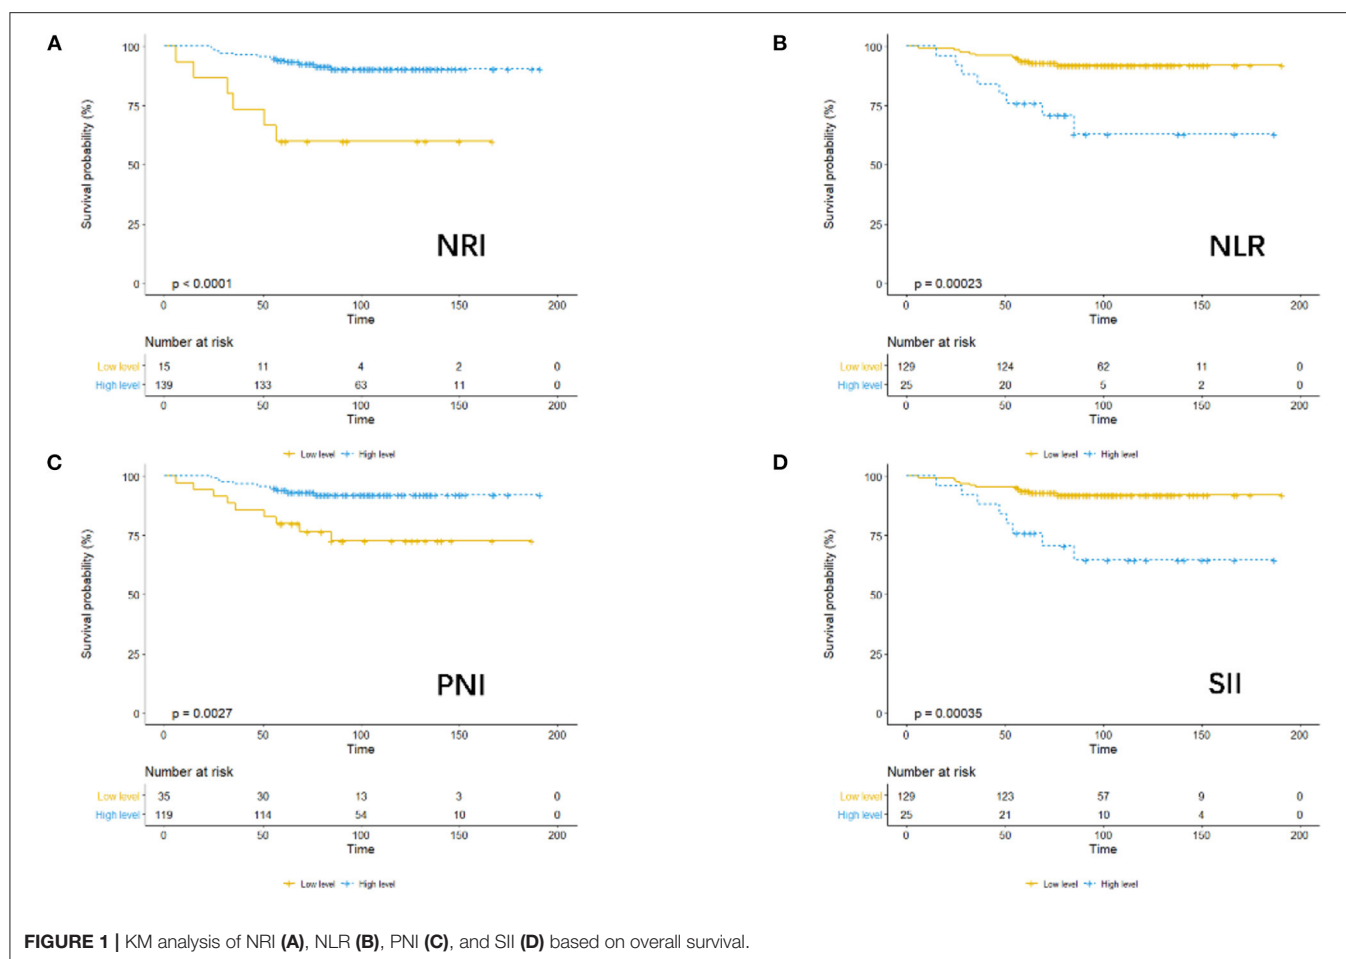 A
Survival probability (%)
100
75
50
25
0
NRI
p < 0.0001
0 50 100 150 200
Time
Number at risk
Low level 15 11 4 2 0
High level 139 133 63 11 0
0 50 100 150 200
Time
Low level High level
B
Survival probability (%)
100
75
50
25
0
NLR
p = 0.00023
0 50 100 150 200
Time
Number at risk
Low level 129 124 62 11 0
High level 25 20 5 2 0
0 50 100 150 200
Time
Low level High level
C
Survival probability (%)
100
75
50
25
0
PNI
p = 0.0027
0 50 100 150 200
Time
Number at risk
Low level 35 30 13 3 0
High level 119 114 54 10 0
0 50 100 150 200
Time
Low level High level
D
Survival probability (%)
100
75
50
25
0
SII
p = 0.00035
0 50 100 150 200
Time
Number at risk
Low level 129 123 57 9 0
High level 25 21 10 4 0
0 50 100 150 200
Time
Low level High level
FIGURE 1 | KM analysis of NRI (A), NLR (B), PNI (C), and SII (D) based on overall survival.